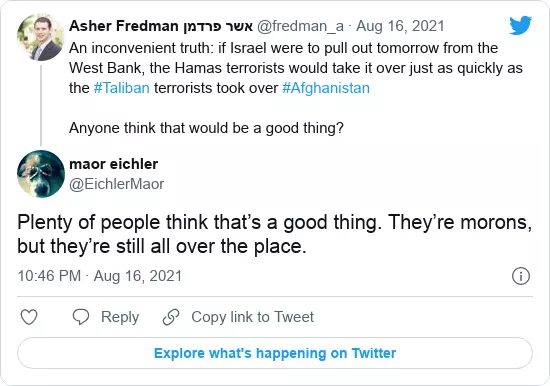 Asher Fredman אשר פרדמן @fredman_a · Aug 16, 2021
An inconvenient truth: if Israel were to pull out tomorrow from the
West Bank, the Hamas terrorists would take it over just as quickly as
the #Taliban terrorists took over #Afghanistan
Anyone think that would be a good thing?
maor eichler
@EichlerMaor
Plenty of people think that’s a good thing. They’re morons,
but they’re still all over the place.
10:46 PM · Aug 16, 2021
Reply Copy link to Tweet
Explore what's happening on Twitter